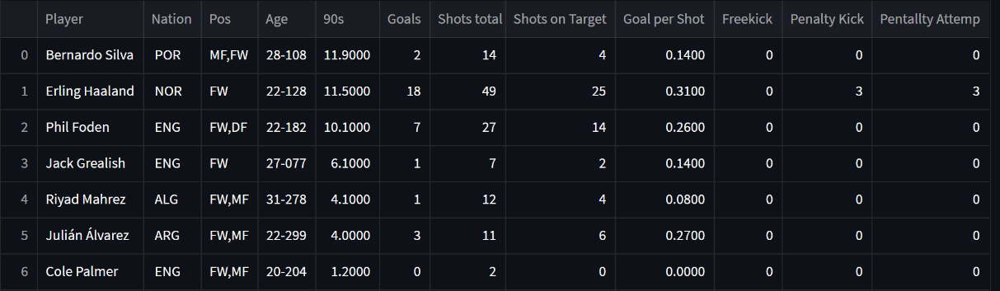 Player Nation Pos Age 90s Goals Shots total Shots on Target Goal per Shot Freekick Penalty Kick Pentallty Attemp
0 Bernardo Silva POR MF,FW 28-108 11.9000 2 14 4 0.1400 0 0 0
1 Erling Haaland NOR FW 22-128 11.5000 18 49 25 0.3100 0 3 3
2 Phil Foden ENG FW,DF 22-182 10.1000 7 27 14 0.2600 0 0 0
3 Jack Grealish ENG FW 27-077 6.1000 1 7 2 0.1400 0 0 0
4 Riyad Mahrez ALG FW,MF 31-278 4.1000 1 12 4 0.0800 0 0 0
5 Julián Álvarez ARG FW,MF 22-299 4.0000 3 11 6 0.2700 0 0 0
6 Cole Palmer ENG FW,MF 20-204 1.2000 0 2 0 0.0000 0 0 0